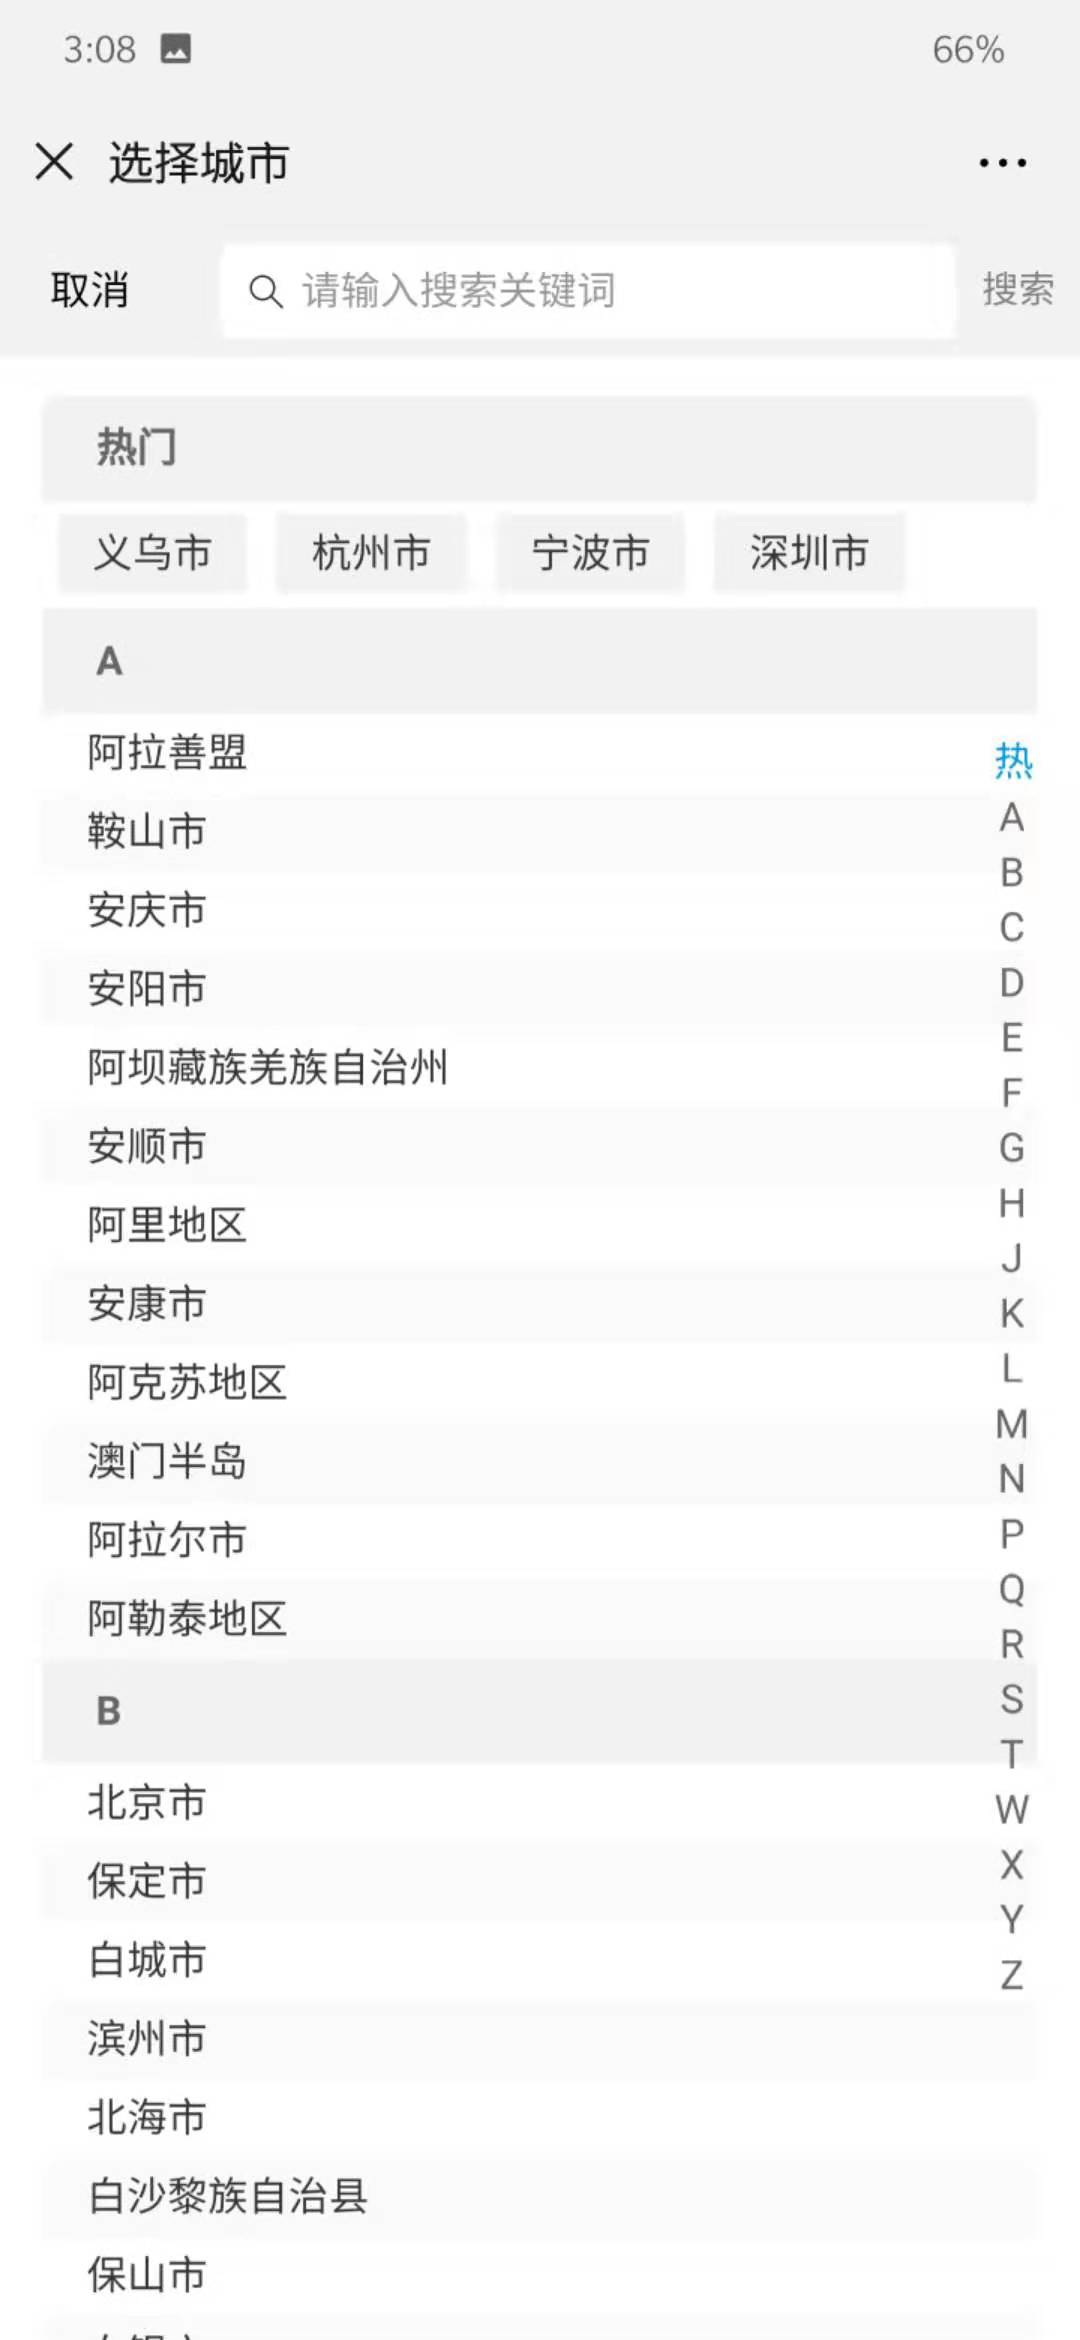 3:08 66%
选择城市
取消 请输入搜索关键词 搜索
热门
义乌市 杭州市 宁波市 深圳市
A
阿拉善盟
鞍山市
安庆市
安阳市
阿坝藏族羌族自治州
安顺市
阿里地区
安康市
阿克苏地区
澳门半岛
阿拉尔市
阿勒泰地区
B
北京市
保定市
白城市
滨州市
北海市
白沙黎族自治县
保山市
热
A
B
C
D
E
F
G
H
J
K
L
M
N
P
Q
R
S
T
W
X
Y
Z